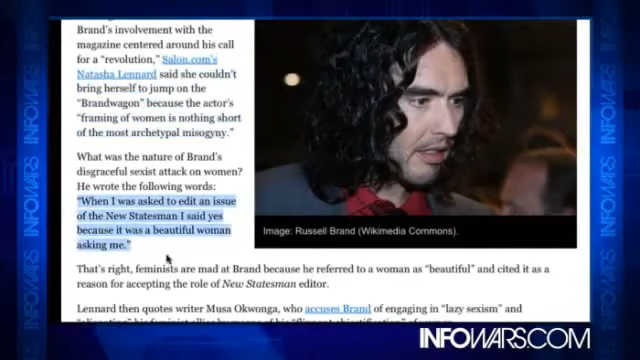 Brand's involvement with the
magazine centered around his call
for a "revolution," Salon.com's
Natasha Lennard said she couldn't
bring herself to jump on the
"Brandwagon" because the actor's
"framing of women is nothing short
of the most archetypal misogyny."
What was the nature of Brand's
disgraceful sexist attack on women?
He wrote the following words:
"When I was asked to edit an issue
of the New Statesman I said yes
because it was a beautiful woman
asking me."
Image: Russell Brand (Wikimedia Commons).
That's right, feminists are mad at Brand because he referred to a woman as "beautiful" and cited it as a
reason for accepting the role of New Statesman editor.
Lennard then quotes writer Musa Okwonga, who accuses Brand of engaging in "lazy sexism" and
INFOWARS
INFOWARS
INFOWARS
INFOWARS
INFOWARS
INFOWARS
INFOWARS.COM